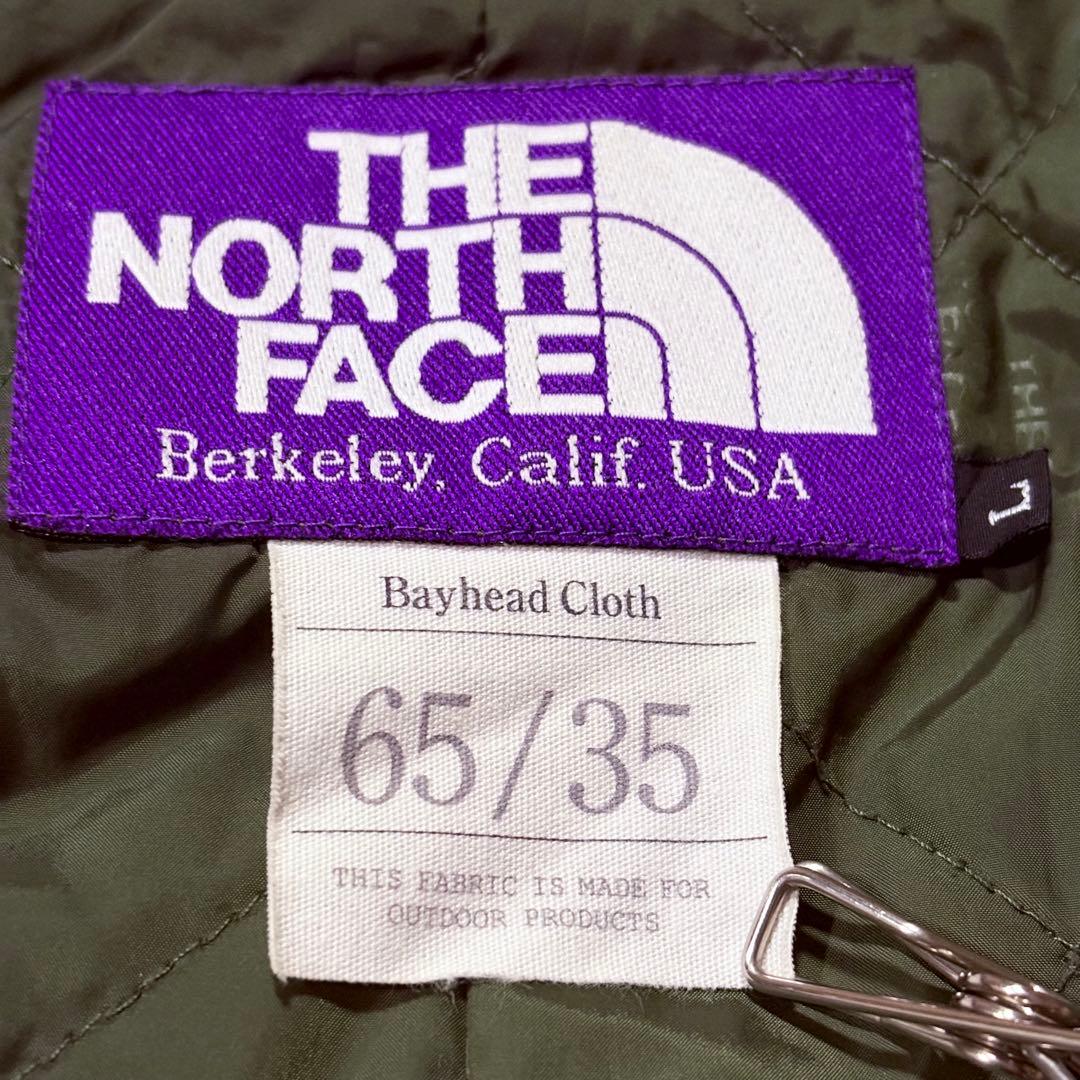 THE
NORTH
FACE
Berkeley, Calif. USA
L
Bayhead Cloth
65/35
THIS FABRIC IS MADE FOR
OUTDOOR PRODUCTS